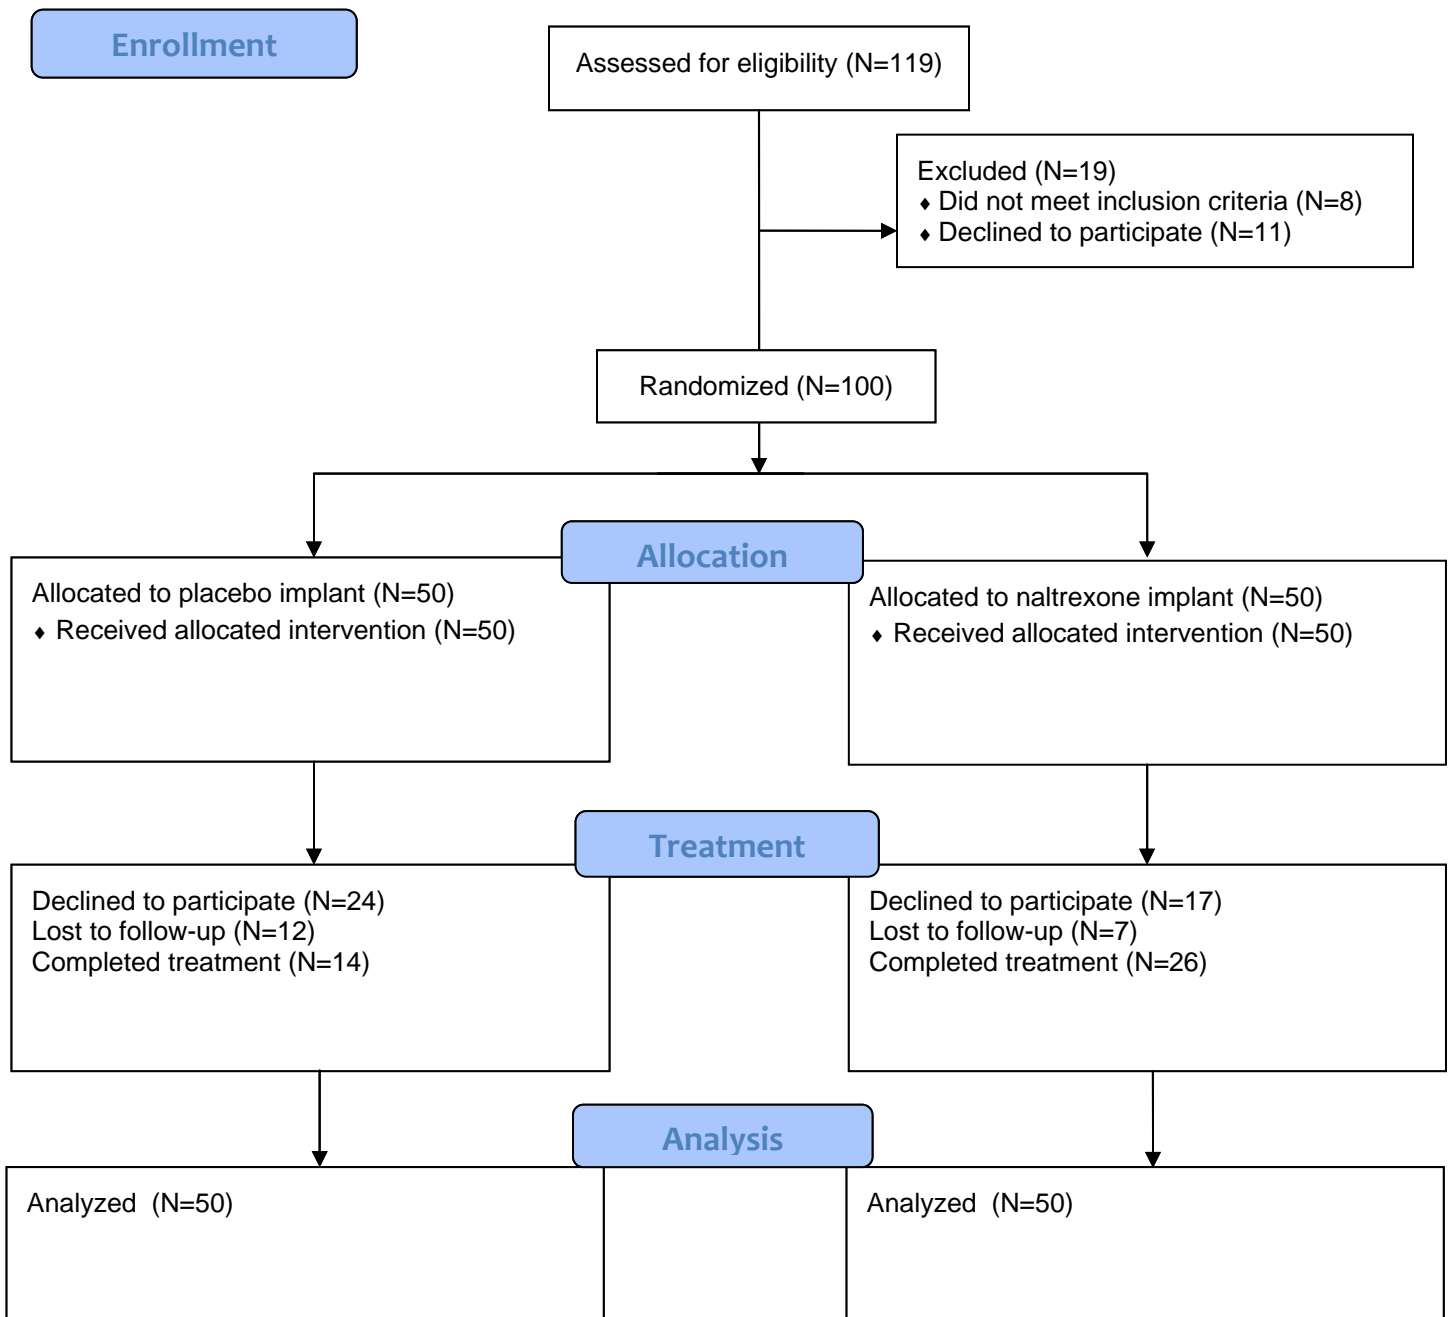 Enrollment
Assessed for eligibility (N=119)
Excluded (N=19)
♦ Did not meet inclusion criteria (N=8)
♦ Declined to participate (N=11)
Randomized (N=100)
Allocation
Allocated to placebo implant (N=50)
♦ Received allocated intervention (N=50)
Allocated to naltrexone implant (N=50)
♦ Received allocated intervention (N=50)
Treatment
Declined to participate (N=24)
Lost to follow-up (N=12)
Completed treatment (N=14)
Declined to participate (N=17)
Lost to follow-up (N=7)
Completed treatment (N=26)
Analysis
Analyzed (N=50)
Analyzed (N=50)